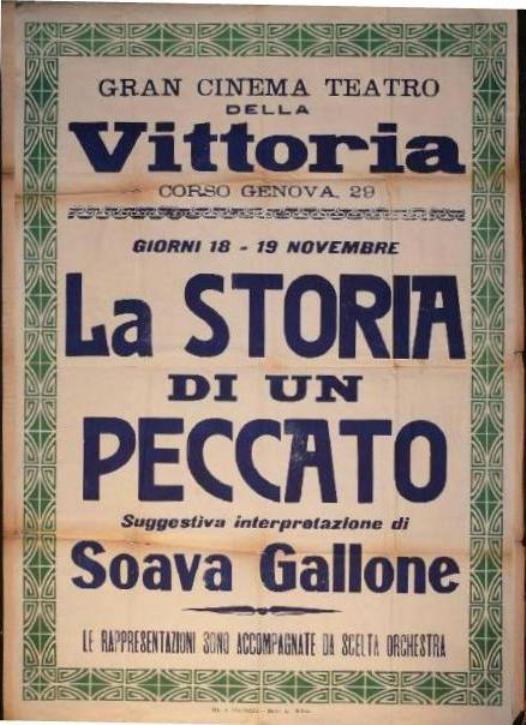 GRAN CINEMA TEATRO
DELLA
Vittoria
CORSO GENOVA, 29
GIORNI 18 - 19 NOVEMBRE
La STORIA
DI UN
PECCATO
Suggestiva interpretazione di
Soava Gallone
LE RAPPRESENTAZIONI SONO ACCOMPAGNATE DA SCELTA ORCHESTRA